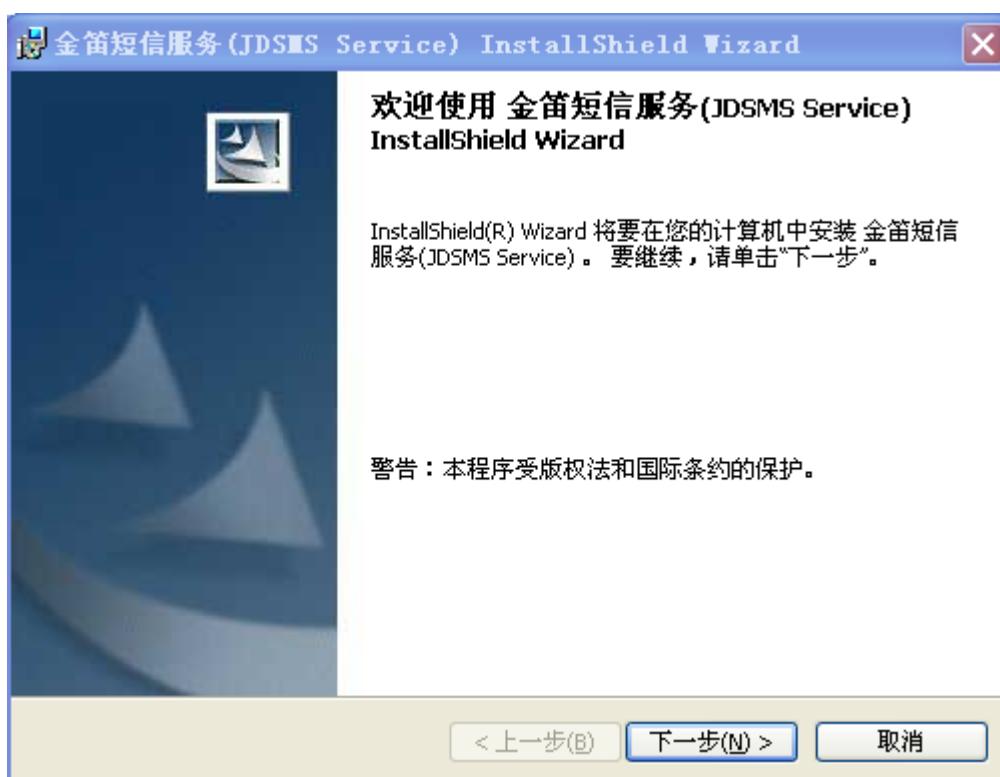 金笛短信服务(JDSMS Service) InstallShield Wizard
欢迎使用 金笛短信服务(JDSMS Service)
InstallShield Wizard
InstallShield(R) Wizard 将要在您的计算机中安装 金笛短信
服务(JDSMS Service) 。 要继续，请单击“下一步”。
警告：本程序受版权法和国际条约的保护。
< 上一步(B)
下一步(N) >
取消